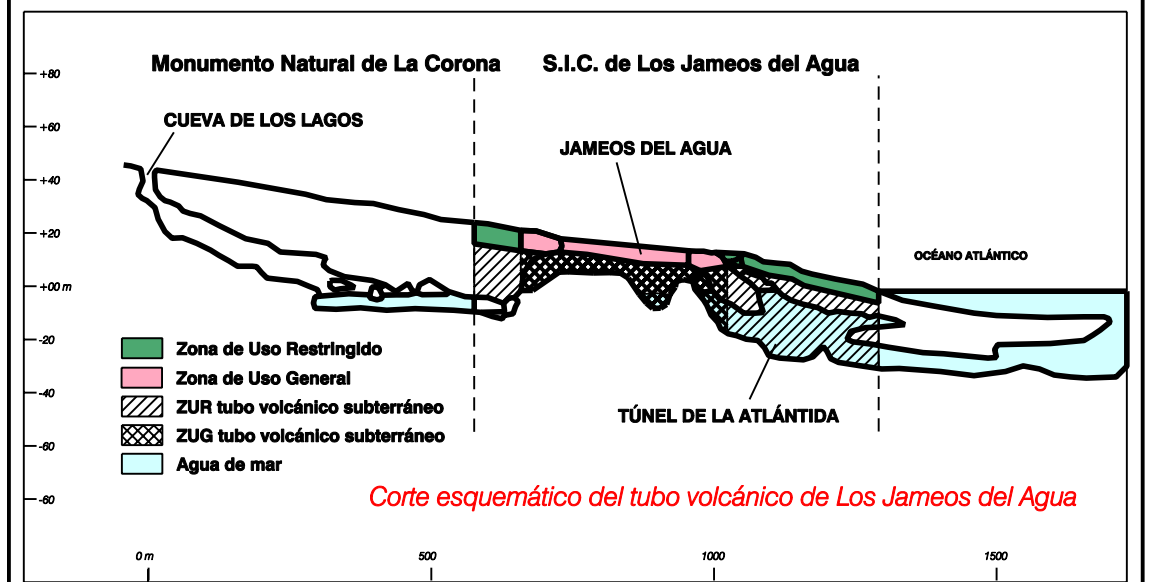 Monumento Natural de La Corona
S.I.C. de Los Jameos del Agua
+80
+60
+40
+20
+00 m
-20
-40
-60
-60
CUEVA DE LOS LAGOS
JAMEOS DEL AGUA
OCÉANO ATLÁNTICO
Zona de Uso Restringido
Zona de Uso General
ZUR tubo volcánico subterráneo
ZUG tubo volcánico subterráneo
Agua de mar
TÚNEL DE LA ATLÁNTIDA
Corte esquemático del tubo volcánico de Los Jameos del Agua
0 m
500
1000
1500